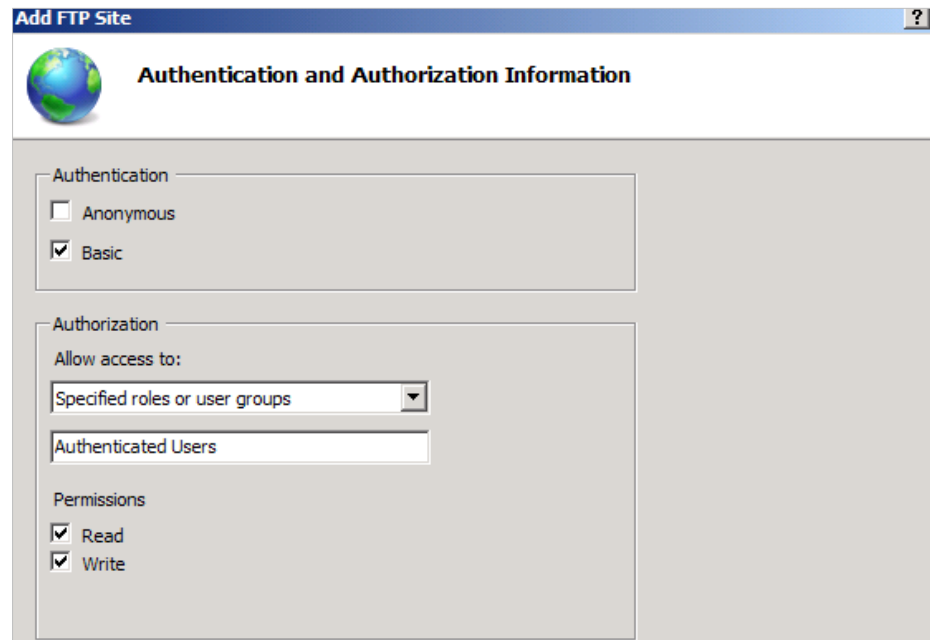 Add FTP Site
?
Authentication and Authorization Information
Authentication
Anonymous
Basic
Authorization
Allow access to:
Specified roles or user groups
Authenticated Users
Permissions
Read
Write